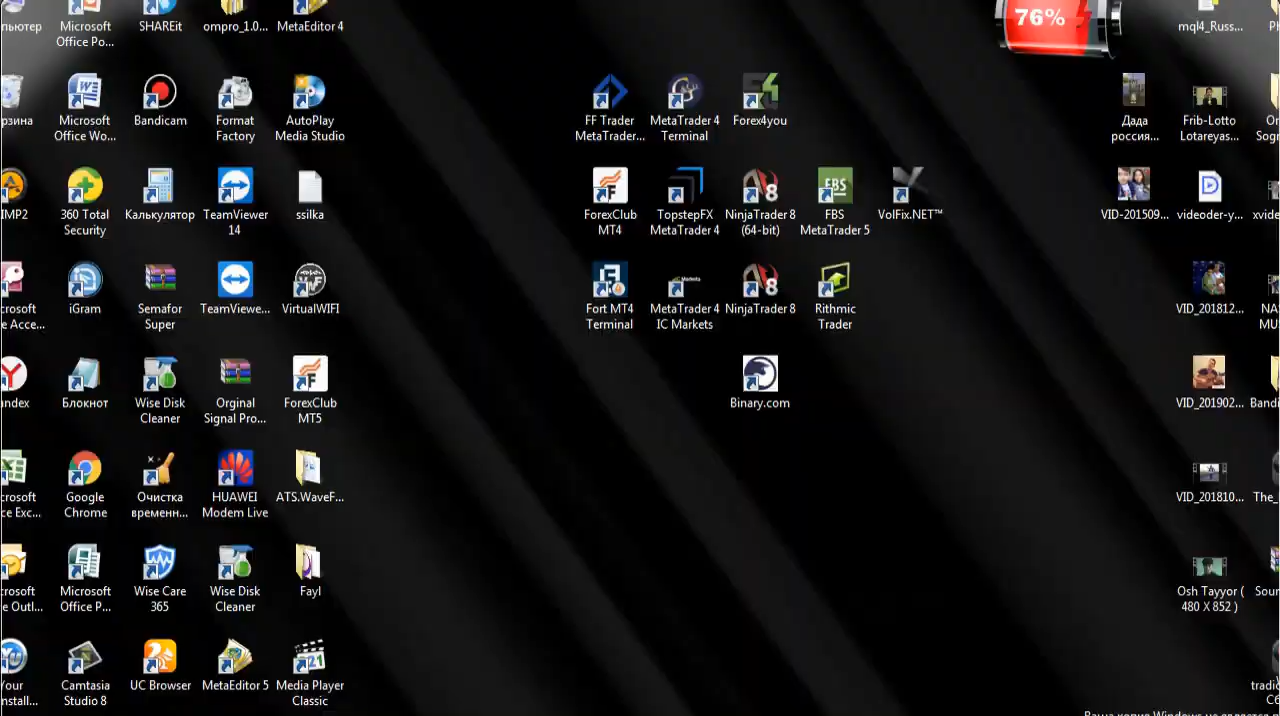 пьютер
Microsoft
Office Po...
SHAREit
ompro_1.0...
MetaEditor 4
76%
mql4_Russ...
рзина
Microsoft
Office Wo...
Bandicam
Format
Factory
AutoPlay
Media Studio
FF Trader
MetaTrader...
MetaTrader 4
Terminal
Forex4you
Дада
россия...
Frib-Lotto
Lotareyas...
IMP2
360 Total
Security
Калькулятор
TeamViewer
14
ssilka
ForexClub
MT4
TopstepFX
MetaTrader 4
NinjaTrader 8
(64-bit)
FBS
MetaTrader 5
VolFix.NET™
VID-201509...
videoder-y...
xvide
crosoft
e Acce...
iGram
Semafor
Super
TeamViewe...
VirtualWIFI
Fort MT4
Terminal
MetaTrader 4
IC Markets
NinjaTrader 8
Rithmic
Trader
VID_201812...
NA
MU
ndex
Блокнот
Wise Disk
Cleaner
Orginal
Signal Pro...
ForexClub
MT5
Binary.com
VID_201902...
Bandi
crosoft
e Exc...
Google
Chrome
Очистка
временн...
HUAWEI
Modem Live
ATS.WaveF...
VID_201810...
The_
crosoft
e Outl...
Microsoft
Office P...
Wise Care
365
Wise Disk
Cleaner
Fayl
Osh Tayyor (
480 X 852 )
Sour
Your
nstall...
Camtasia
Studio 8
UC Browser
MetaEditor 5
Media Player
Classic
tradi